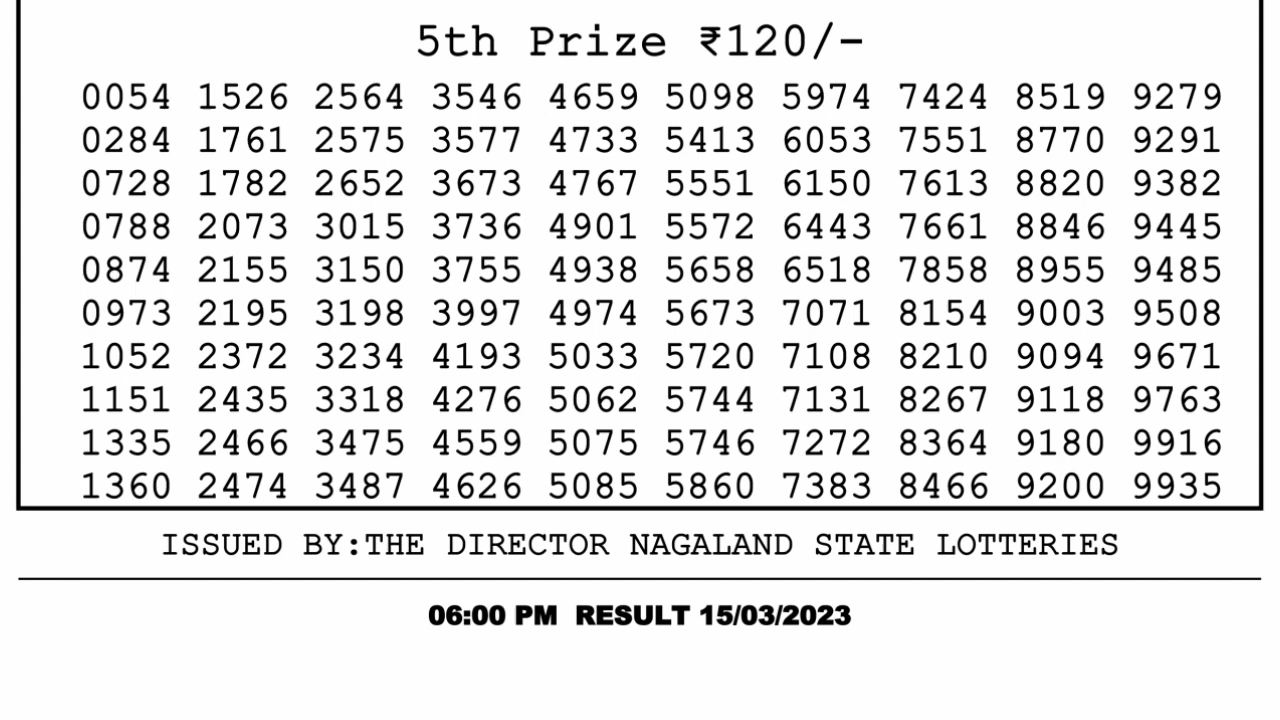 5th Prize ₹120/-
0054 1526 2564 3546 4659 5098 5974 7424 8519 9279
0284 1761 2575 3577 4733 5413 6053 7551 8770 9291
0728 1782 2652 3673 4767 5551 6150 7613 8820 9382
0788 2073 3015 3736 4901 5572 6443 7661 8846 9445
0874 2155 3150 3755 4938 5658 6518 7858 8955 9485
0973 2195 3198 3997 4974 5673 7071 8154 9003 9508
1052 2372 3234 4193 5033 5720 7108 8210 9094 9671
1151 2435 3318 4276 5062 5744 7131 8267 9118 9763
1335 2466 3475 4559 5075 5746 7272 8364 9180 9916
1360 2474 3487 4626 5085 5860 7383 8466 9200 9935
ISSUED BY:THE DIRECTOR NAGALAND STATE LOTTERIES
06:00 PM RESULT 15/03/2023